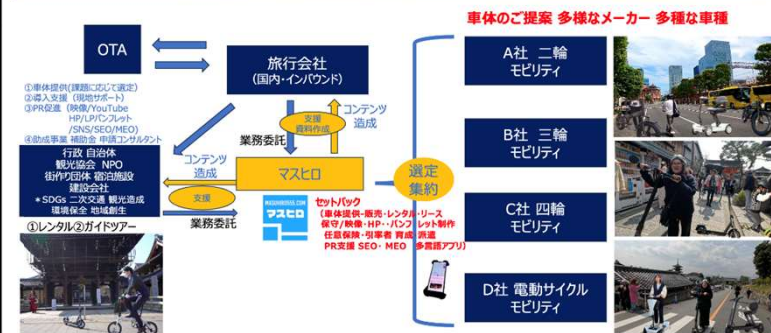 車体のご提案 多様なメーカー 多種な車種
OTA
旅行会社
(国内・インバウンド)
①車体提供(課題に応じて選定)
②導入支援(現地サポート)
③PR促進(映像/YouTube
HP/LPパンフレット
/SNS/SEO/MEO)
④助成事業 補助金 申請コンサルタント
行政 自治体
観光協会 NPO
街作り団体 宿泊施設
建設会社
*SDGs 二次交通 観光造成
環境保全 地域創生
①レンタル②ガイドツアー
コンテンツ
造成
支援
業務委託
業務委託
支援
資料作成
コンテンツ
造成
マスヒロ
MASUHIROSSS.COM
マスヒロ
セットパック
(車体提供-販売・レンタル・リース
保守/映像・HP・・パンフレット制作
任意保険・引率者 育成 派遣
PR支援 SEO・MEO 多言語アプリ)
選定
集約
A社 二輪
モビリティ
B社 三輪
モビリティ
C社 四輪
モビリティ
D社 電動サイクル
モビリティ